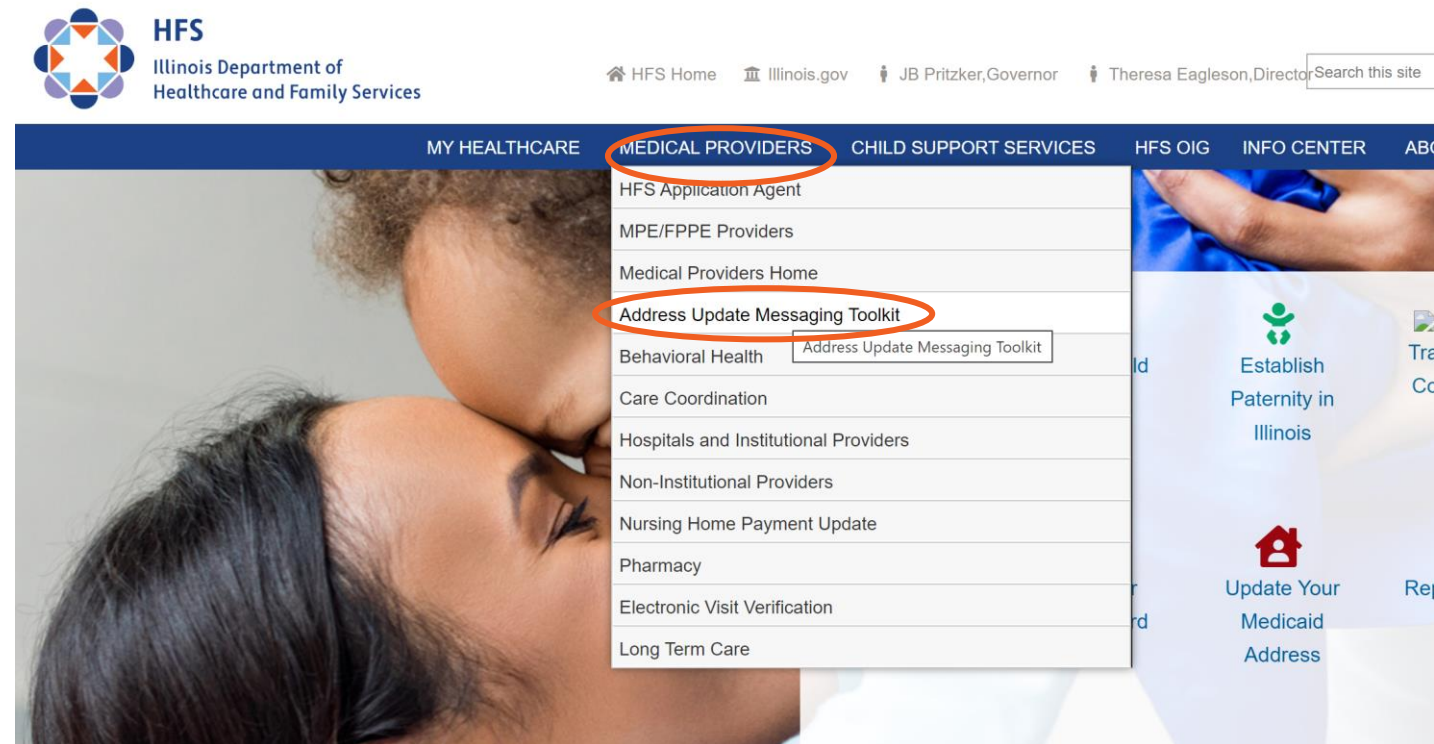 HFS
Illinois Department of
Healthcare and Family Services
HFS Home Illinois.gov JB Pritzker,Governor Theresa Eagleson,Director Search this site
MY HEALTHCARE MEDICAL PROVIDERS CHILD SUPPORT SERVICES HFS OIG INFO CENTER
HFS Application Agent
MPE/FPPE Providers
Medical Providers Home
Address Update Messaging Toolkit
Address Update Messaging Toolkit
Behavioral Health
Care Coordination
Hospitals and Institutional Providers
Non-Institutional Providers
Nursing Home Payment Update
Pharmacy
Electronic Visit Verification
Long Term Care
Establish
Paternity in
Illinois
Update Your
Medicaid
Address